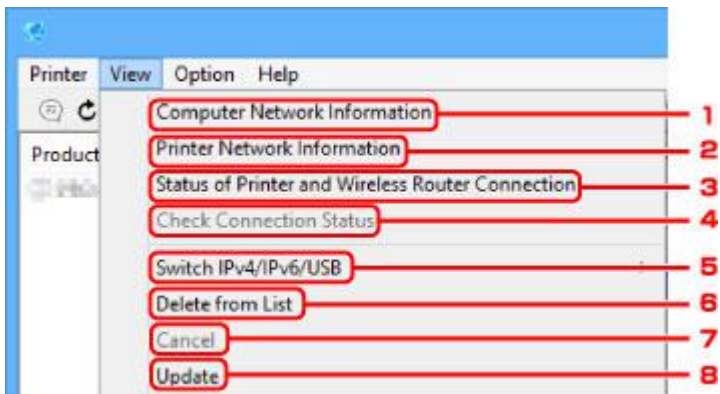 Printer View Option Help
Product
Computer Network Information 1
Printer Network Information 2
Status of Printer and Wireless Router Connection 3
Check Connection Status 4
Switch IPv4/IPv6/USB 5
Delete from List 6
Cancel 7
Update 8